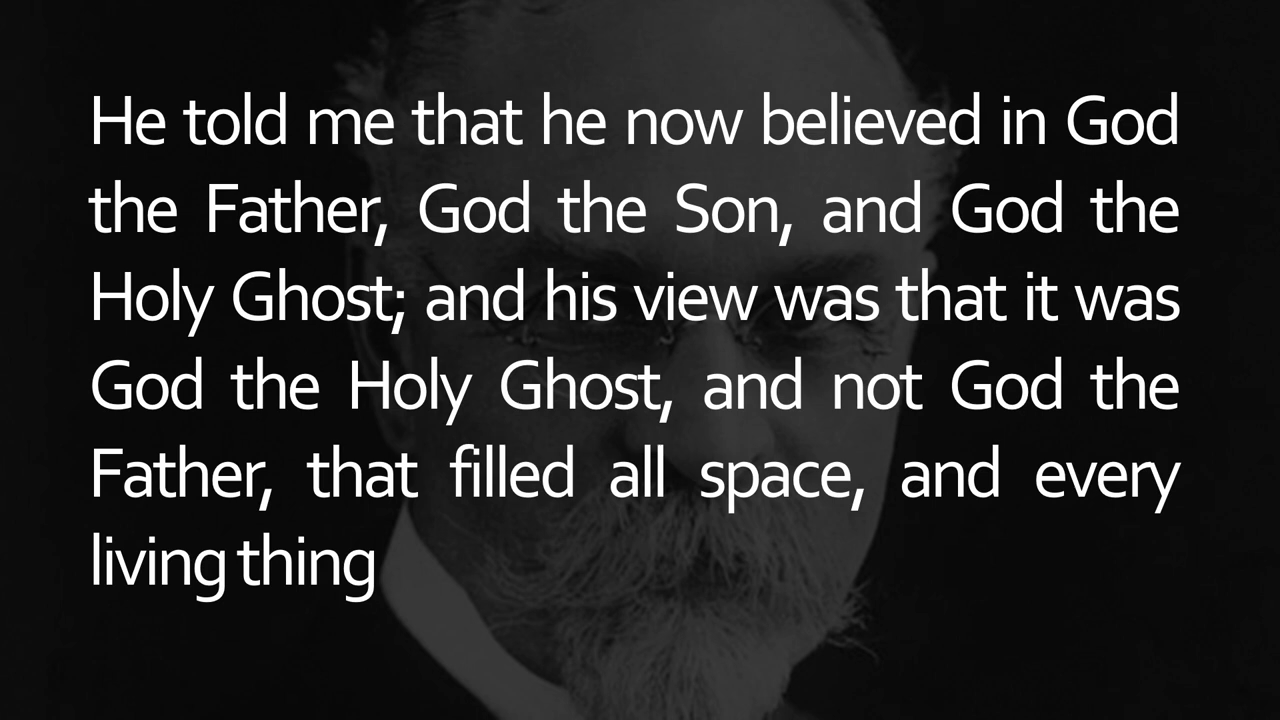 He told me that he now believed in God
the Father, God the Son, and God the
Holy Ghost; and his view was that it was
God the Holy Ghost, and not God the
Father, that filled all space, and every
living thing